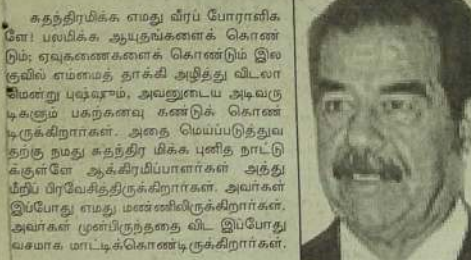 சுதந்திரமிக்க எமது வீரப் போராளிக
ளே! பலமிக்க ஆயுதங்களைக் கொண்
டும்; ஏவுகணைகளைக் கொண்டும் இல
குவில் எம்மைத் தாக்கி அழித்து விடலா
மென்று புஷ்ஷும், அவனுடைய அடிவரு
டிகளும் பகற்கனவு கண்டுக் கொண்
டிருக்கிறார்கள். அதை மெய்ப்படுத்துவ
தற்கு நமது சுதந்திர மிக்க புனித நாட்டு
க்குள்ளே ஆக்கிரமிப்பாளர்கள் அத்து
மீறிப் பிரவேசித்திருக்கிறார்கள். அவர்கள்
இப்போது எமது மண்ணிலிருக்கிறார்கள்.
அவர்கள் முன்பிருந்ததை விட இப்போது
வசமாக மாட்டிக்கொண்டிருக்கிறார்கள்.